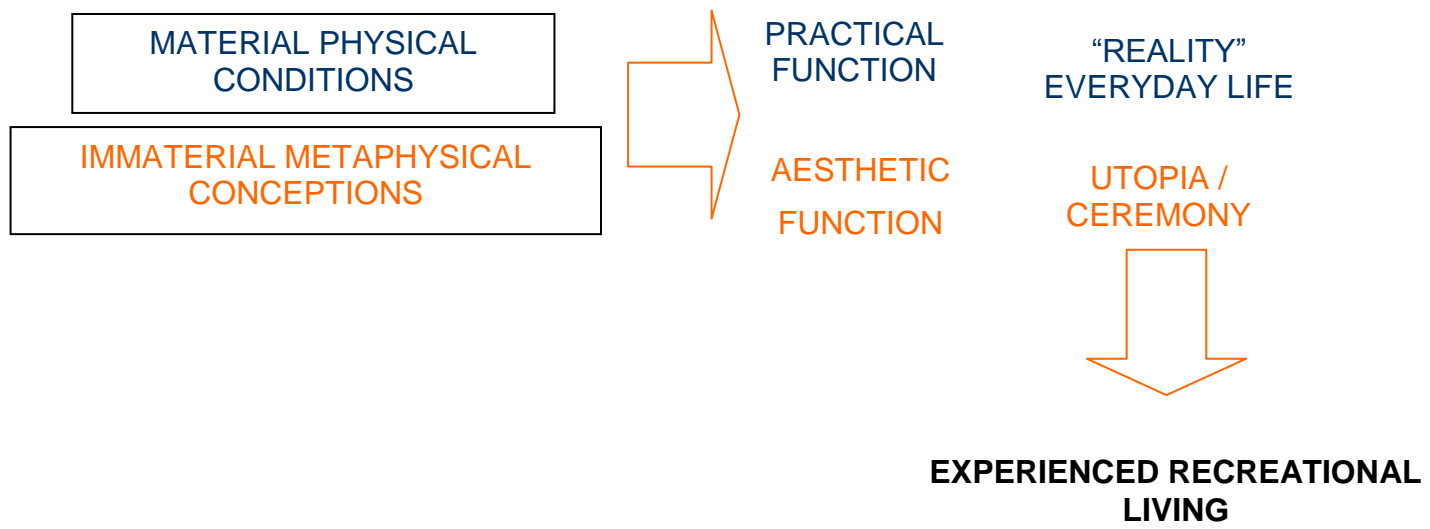 MATERIAL PHYSICAL
CONDITIONS
IMMATERIAL METAPHYSICAL
CONCEPTIONS
PRACTICAL
FUNCTION
AESTHETIC
FUNCTION
“REALITY”
EVERYDAY LIFE
UTOPIA /
CEREMONY
EXPERIENCED RECREATIONAL
LIVING